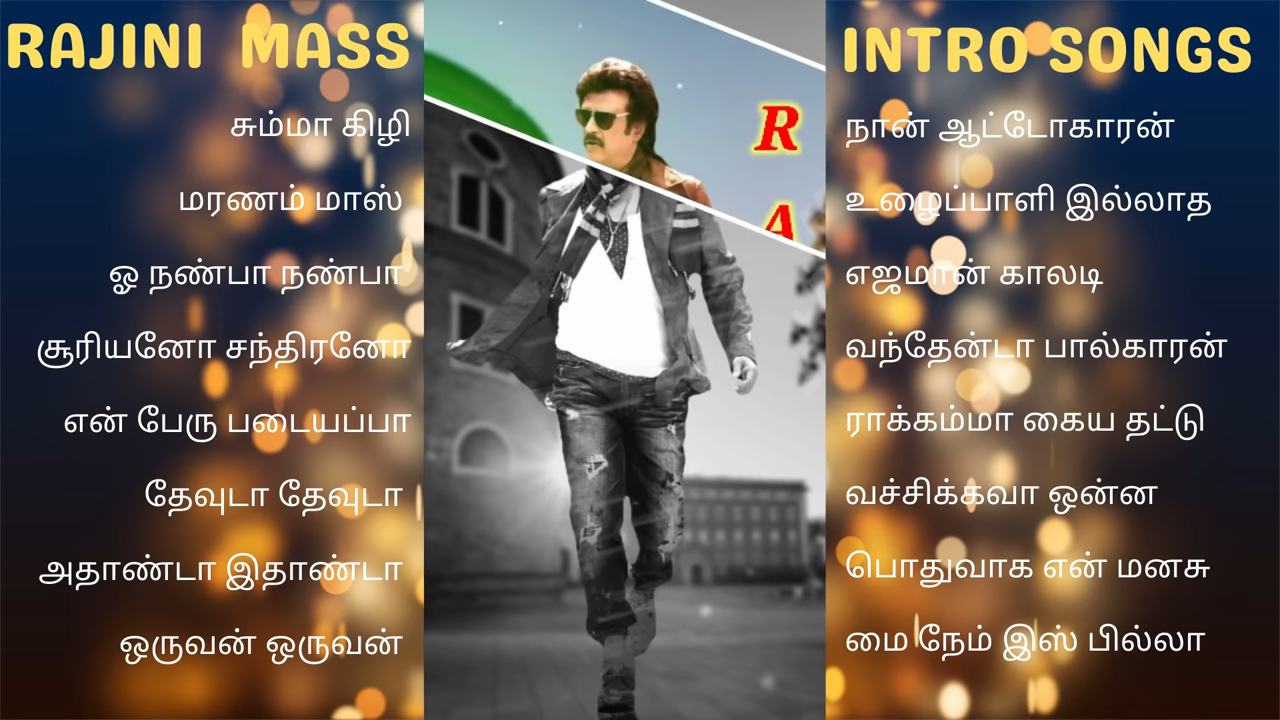 RAJINI MASS
சும்மா கிழி
மரணம் மாஸ்
ஓ நண்பா நண்பா
சூரியனோ சந்திரனோ
என் பேரு படையப்பா
தேவுடா தேவுடா
அதாண்டா இதாண்டா
ஒருவன் ஒருவன்
R
A
INTRO SONGS
நான் ஆட்டோகாரன்
உழைப்பாளி இல்லாத
எஜமான் காலடி
வந்தேன்டா பால்காரன்
ராக்கம்மா கைய தட்டு
வச்சிக்கவா ஒன்ன
பொதுவாக என் மனசு
மை நேம் இஸ் பில்லா